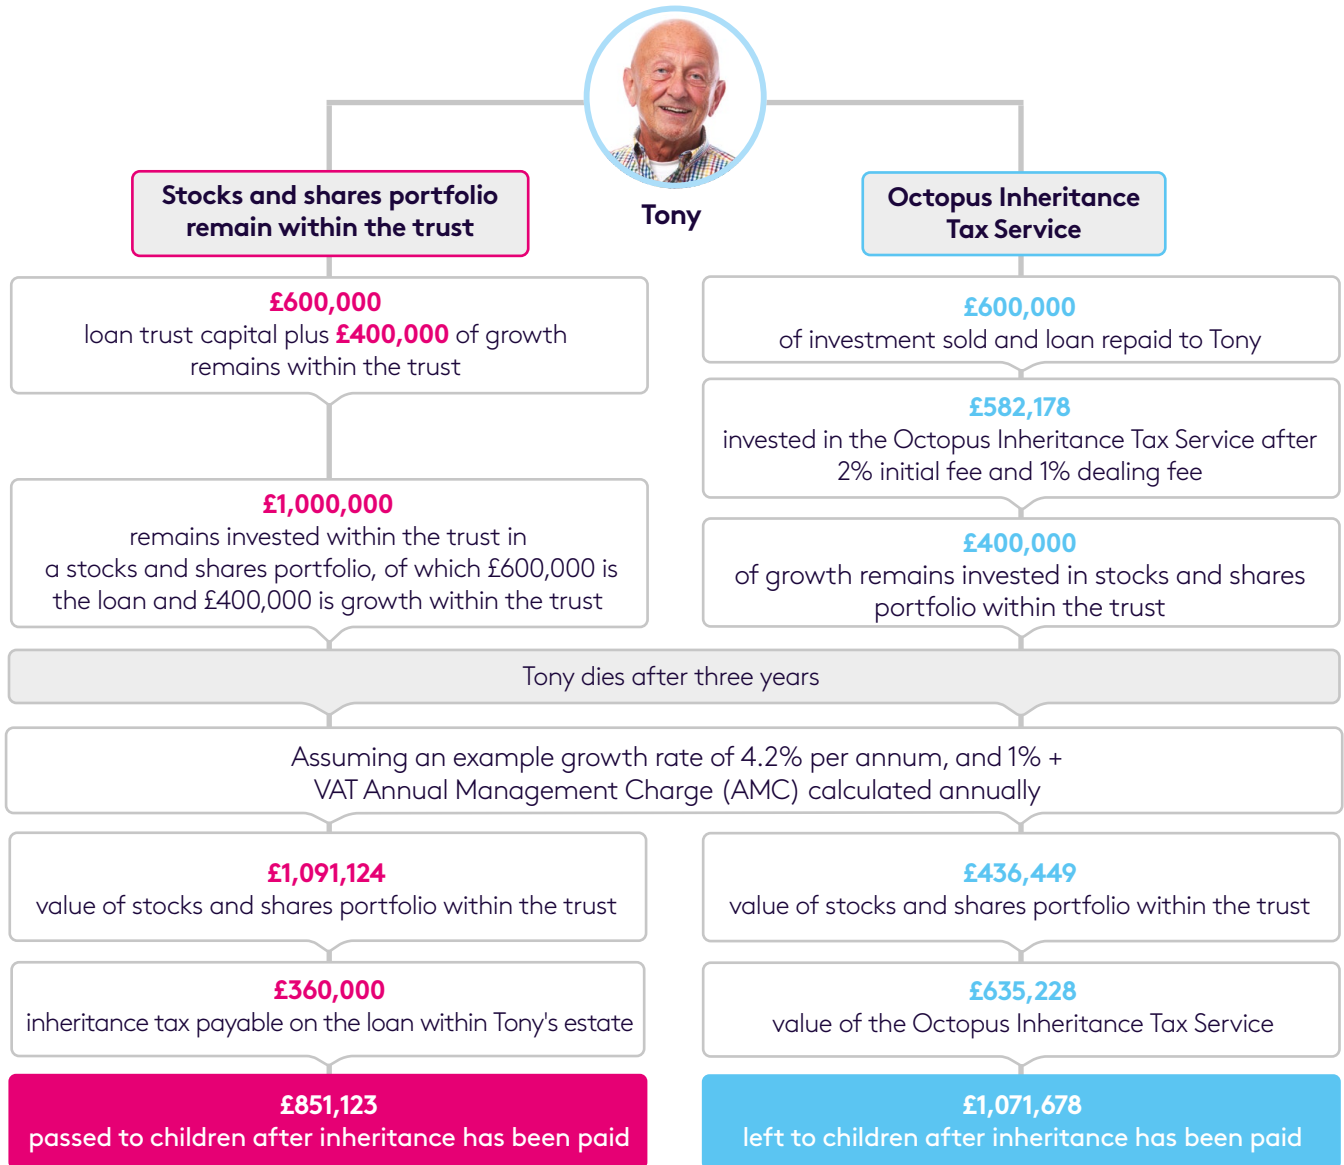 Tony
Stocks and shares portfolio
remain within the trust
£600,000
loan trust capital plus £400,000 of growth
remains within the trust
£1,000,000
remains invested within the trust in
a stocks and shares portfolio, of which £600,000 is
the loan and £400,000 is growth within the trust
Octopus Inheritance
Tax Service
£600,000
of investment sold and loan repaid to Tony
£582,178
invested in the Octopus Inheritance Tax Service after
2% initial fee and 1% dealing fee
£400,000
of growth remains invested in stocks and shares
portfolio within the trust
Tony dies after three years
Assuming an example growth rate of 4.2% per annum, and 1% +
VAT Annual Management Charge (AMC) calculated annually
£1,091,124
value of stocks and shares portfolio within the trust
£360,000
inheritance tax payable on the loan within Tony's estate
£851,123
passed to children after inheritance has been paid
£436,449
value of stocks and shares portfolio within the trust
£635,228
value of the Octopus Inheritance Tax Service
£1,071,678
left to children after inheritance has been paid